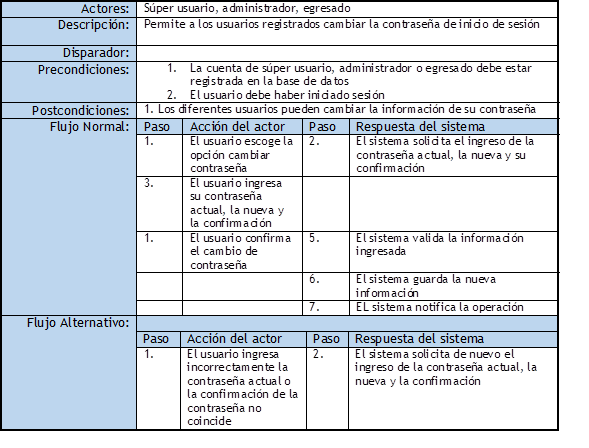 Actores: Súper usuario, administrador, egresado
Descripción: Permite a los usuarios registrados cambiar la contraseña de inicio de sesión
Disparador:
Precondiciones: 1. La cuenta de súper usuario, administrador o egresado debe estar
registrada en la base de datos
2. El usuario debe haber iniciado sesión
Postcondiciones: 1. Los diferentes usuarios pueden cambiar la información de su contraseña
Flujo Normal: Paso Acción del actor Paso Respuesta del sistema
1. El usuario escoge la
opción cambiar
contraseña
2. El sistema solicita el ingreso de la
contraseña actual, la nueva y su
confirmación
3. El usuario ingresa
su contraseña
actual, la nueva y
la confirmación
1. El usuario confirma
el cambio de
contraseña
5. El sistema valida la información
ingresada
6. El sistema guarda la nueva
información
7. EL sistema notifica la operación
Flujo Alternativo:
Paso Acción del actor Paso Respuesta del sistema
1. El usuario ingresa
incorrectamente la
contraseña actual o
la confirmación de la
contraseña no
coincide
2. El sistema solicita de nuevo el
ingreso de la contraseña actual, la
nueva y la confirmación